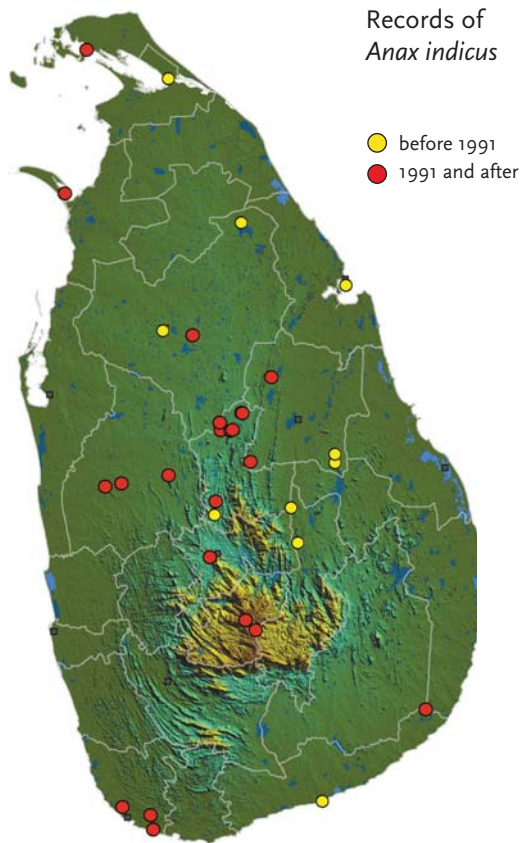 Records of
Anax indicus
before 1991
1991 and after